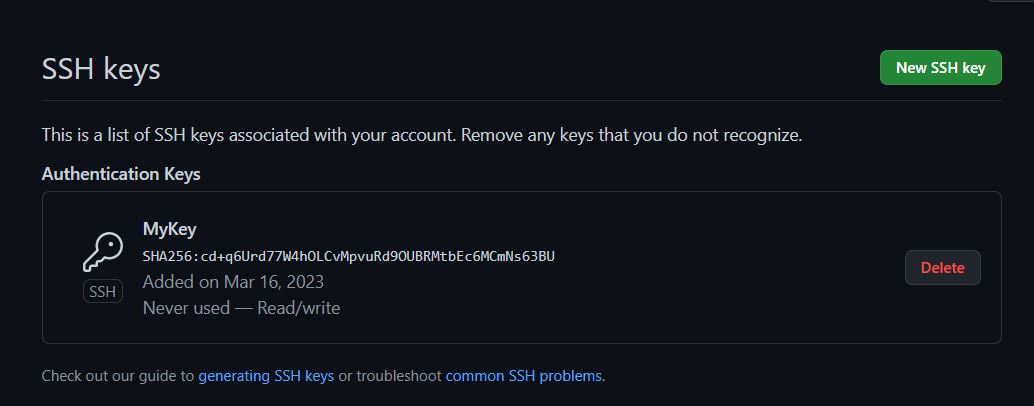 SSH keys
New SSH key
This is a list of SSH keys associated with your account. Remove any keys that you do not recognize.
Authentication Keys
MyKey
SHA256:cd+q6Urd77W4hOLCvMpvuRd9OUBRMtbEc6MCmNs63BU
Added on Mar 16, 2023
Never used — Read/write
SSH
Delete
Check out our guide to generating SSH keys or troubleshoot common SSH problems.